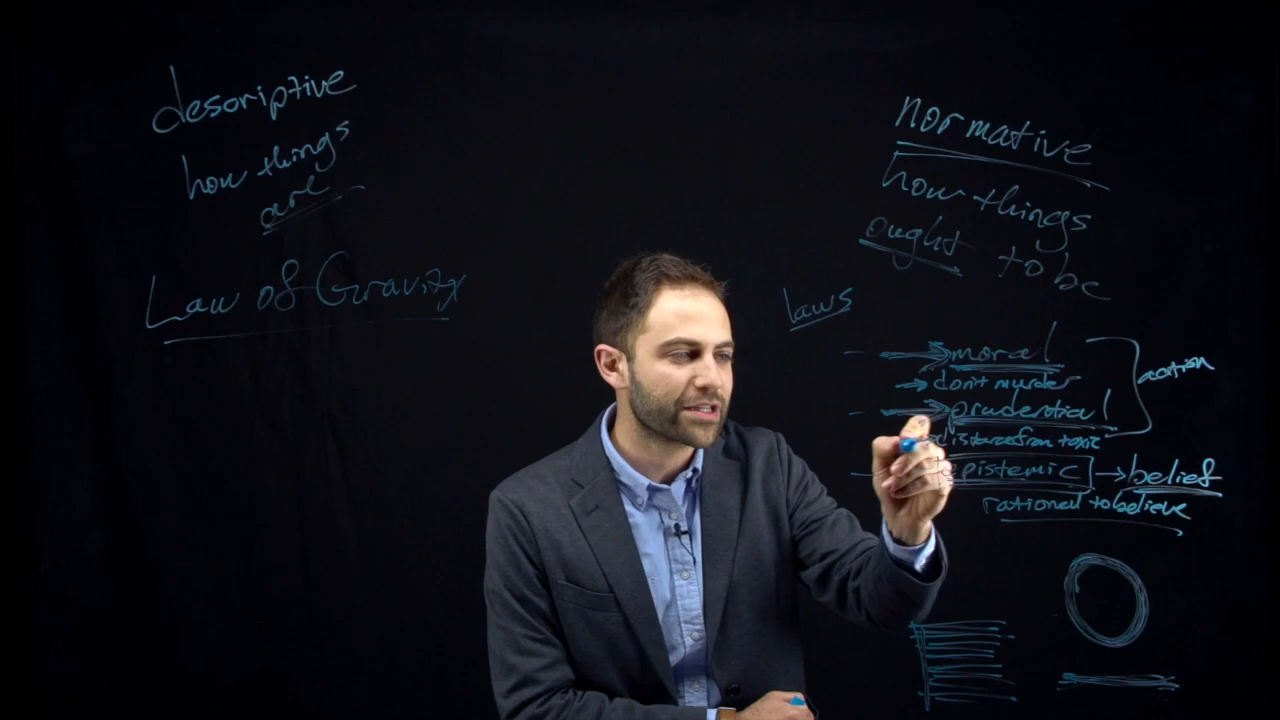 descriptive
how things
are
Law of Gravity
normative
how things
ought to be
laws
moral
don't murder
action
prudential
distance from toxic
epistemic → belief
rational to believe